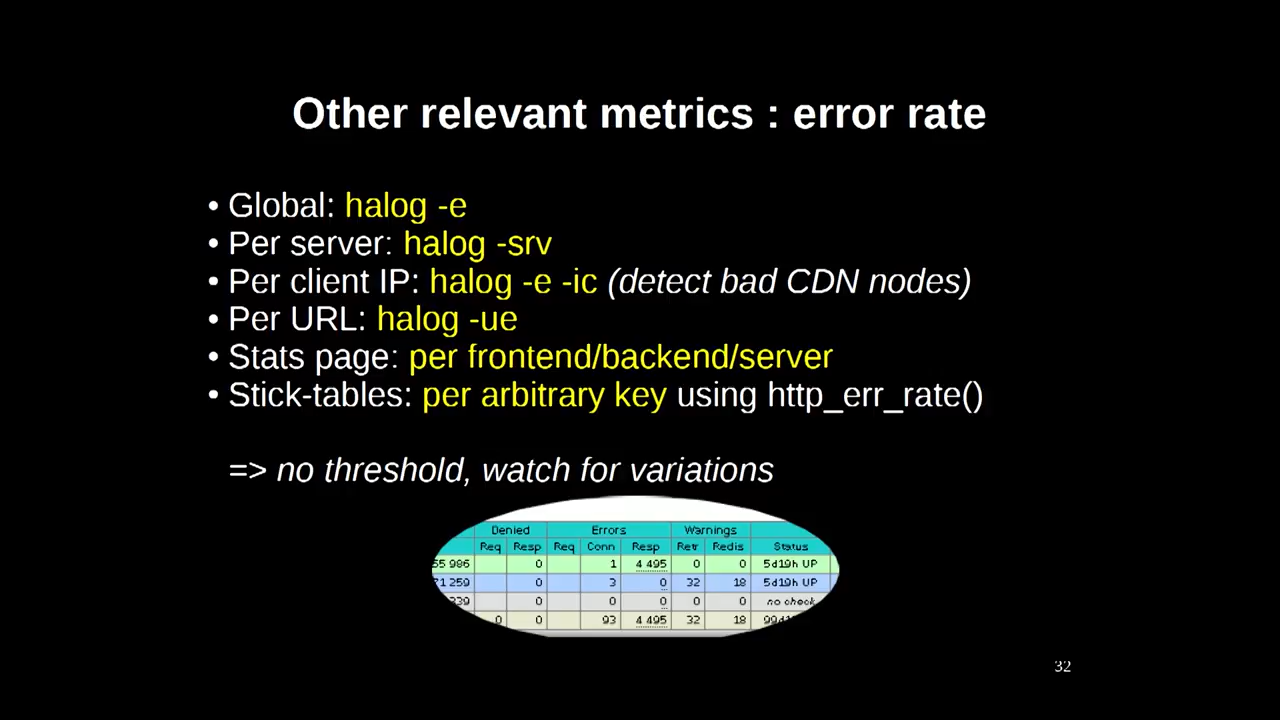 Other relevant metrics : error rate
• Global: halog -e
• Per server: halog -srv
• Per client IP: halog -e -ic (detect bad CDN nodes)
• Per URL: halog -ue
• Stats page: per frontend/backend/server
• Stick-tables: per arbitrary key using http_err_rate()
=> no threshold, watch for variations
Denied Errors Warnings
Req Resp Req Conn Resp Retr Redis Status
55 986 0 1 4 495 0 0 5d19h UP
71 259 0 3 0 32 18 5d19h UP
339 0 0 0 0 0 no check
0 0 93 4 495 32 18
32